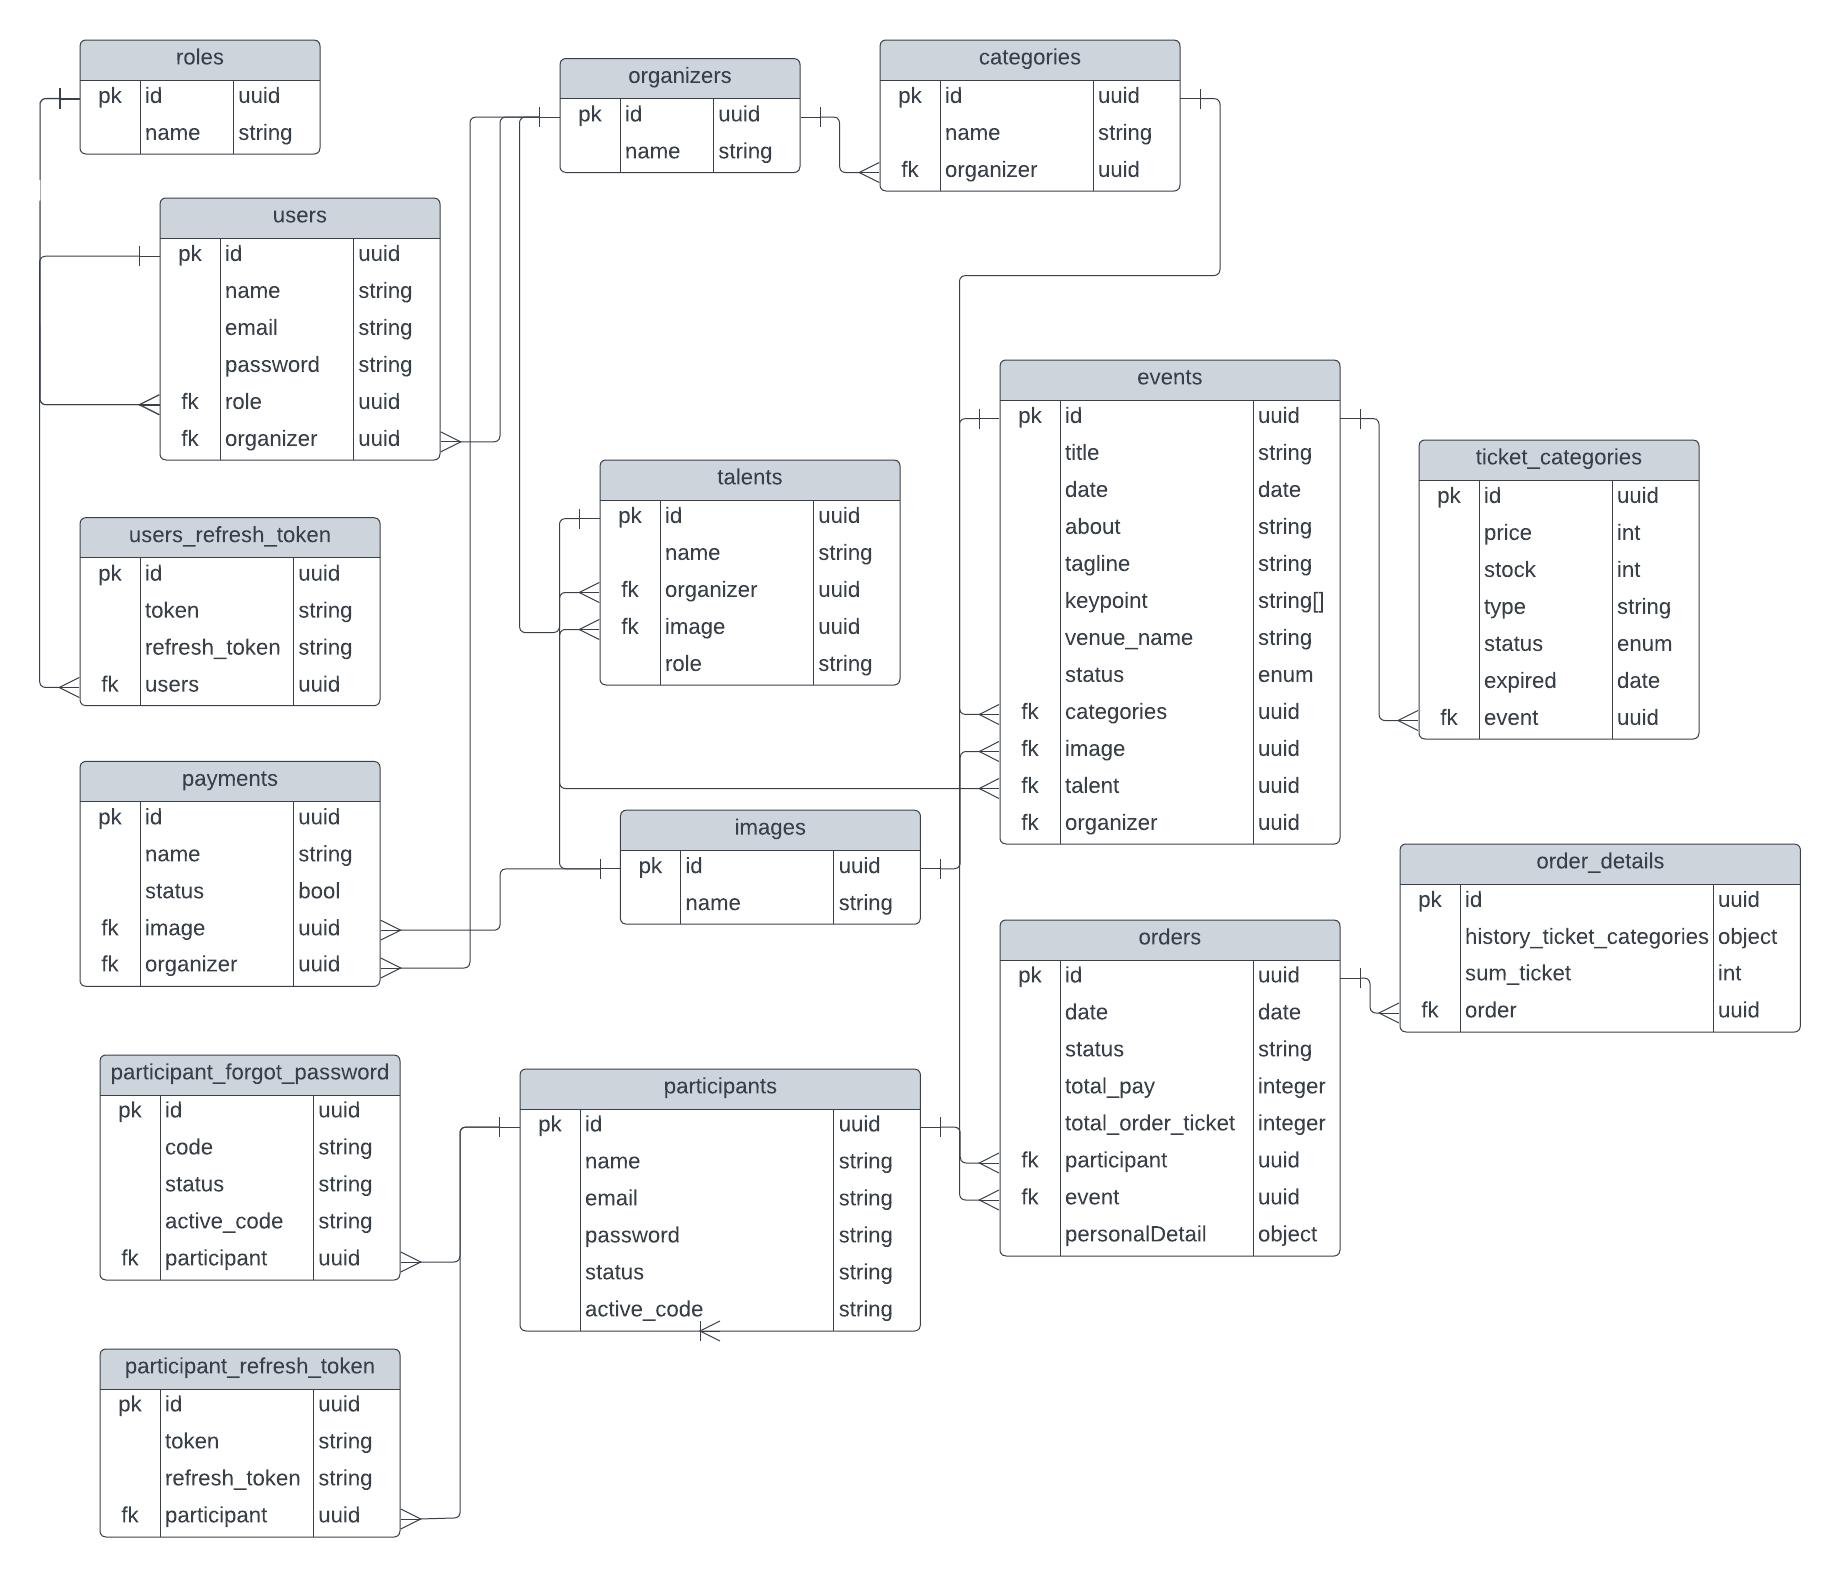 roles
pk id uuid
name string
users
pk id uuid
name string
email string
password string
fk role uuid
fk organizer uuid
users_refresh_token
pk id uuid
token string
refresh_token string
fk users uuid
payments
pk id uuid
name string
status bool
fk image uuid
fk organizer uuid
participant_forgot_password
pk id uuid
code string
status string
active_code string
fk participant uuid
participant_refresh_token
pk id uuid
token string
refresh_token string
fk participant uuid
organizers
pk id uuid
name string
talents
pk id uuid
name string
fk organizer uuid
fk image uuid
role string
images
pk id uuid
name string
participants
pk id uuid
name string
email string
password string
status string
active_code string
categories
pk id uuid
name string
fk organizer uuid
events
pk id uuid
title string
date date
about string
tagline string
keypoint string[]
venue_name string
status enum
fk categories uuid
fk image uuid
fk talent uuid
fk organizer uuid
orders
pk id uuid
date date
status string
total_pay integer
total_order_ticket integer
fk participant uuid
fk event uuid
personalDetail object
ticket_categories
pk id uuid
price int
stock int
type string
status enum
expired date
fk event uuid
order_details
pk id uuid
history_ticket_categories object
sum_ticket int
fk order uuid